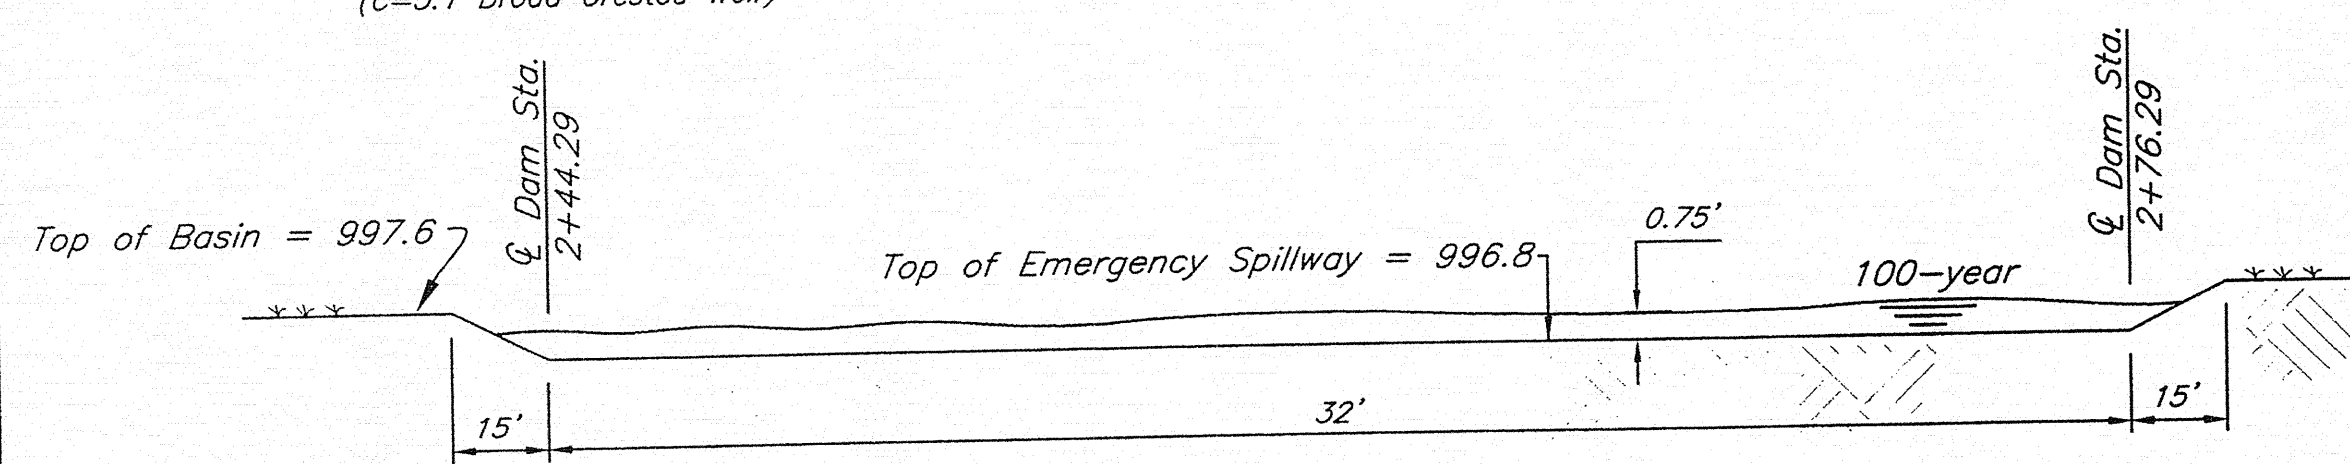 ℄ Dam Sta.
2+44.29
℄ Dam Sta.
2+76.29
Top of Basin = 997.6
Top of Emergency Spillway = 996.8
0.75'
100-year
15'
32'
15'